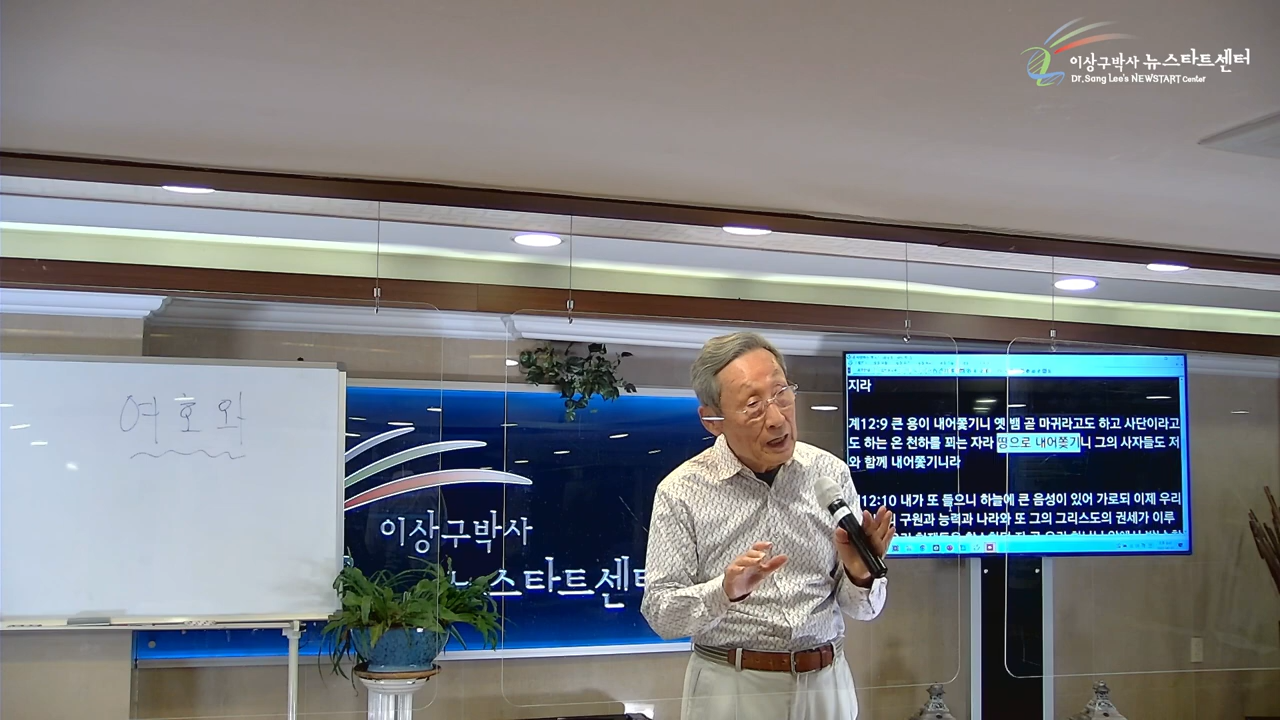 이상구박사 뉴스타트센터
Dr. Sang Lee's NEWSTART Center
여호와
이상구박사
뉴스타트센터
지라
계12:9 큰 용이 내어쫓기니 옛 뱀 곧 마귀라고도 하고 사단이라고
도 하는 온 천하를 꾀는 자라 땅으로 내어쫓기니 그의 사자들도 저
와 함께 내어쫓기니라
12:10 내가 또 들으니 하늘에 큰 음성이 있어 가로되 이제 우리
구원과 능력과 나라와 또 그의 그리스도의 권세가 이루